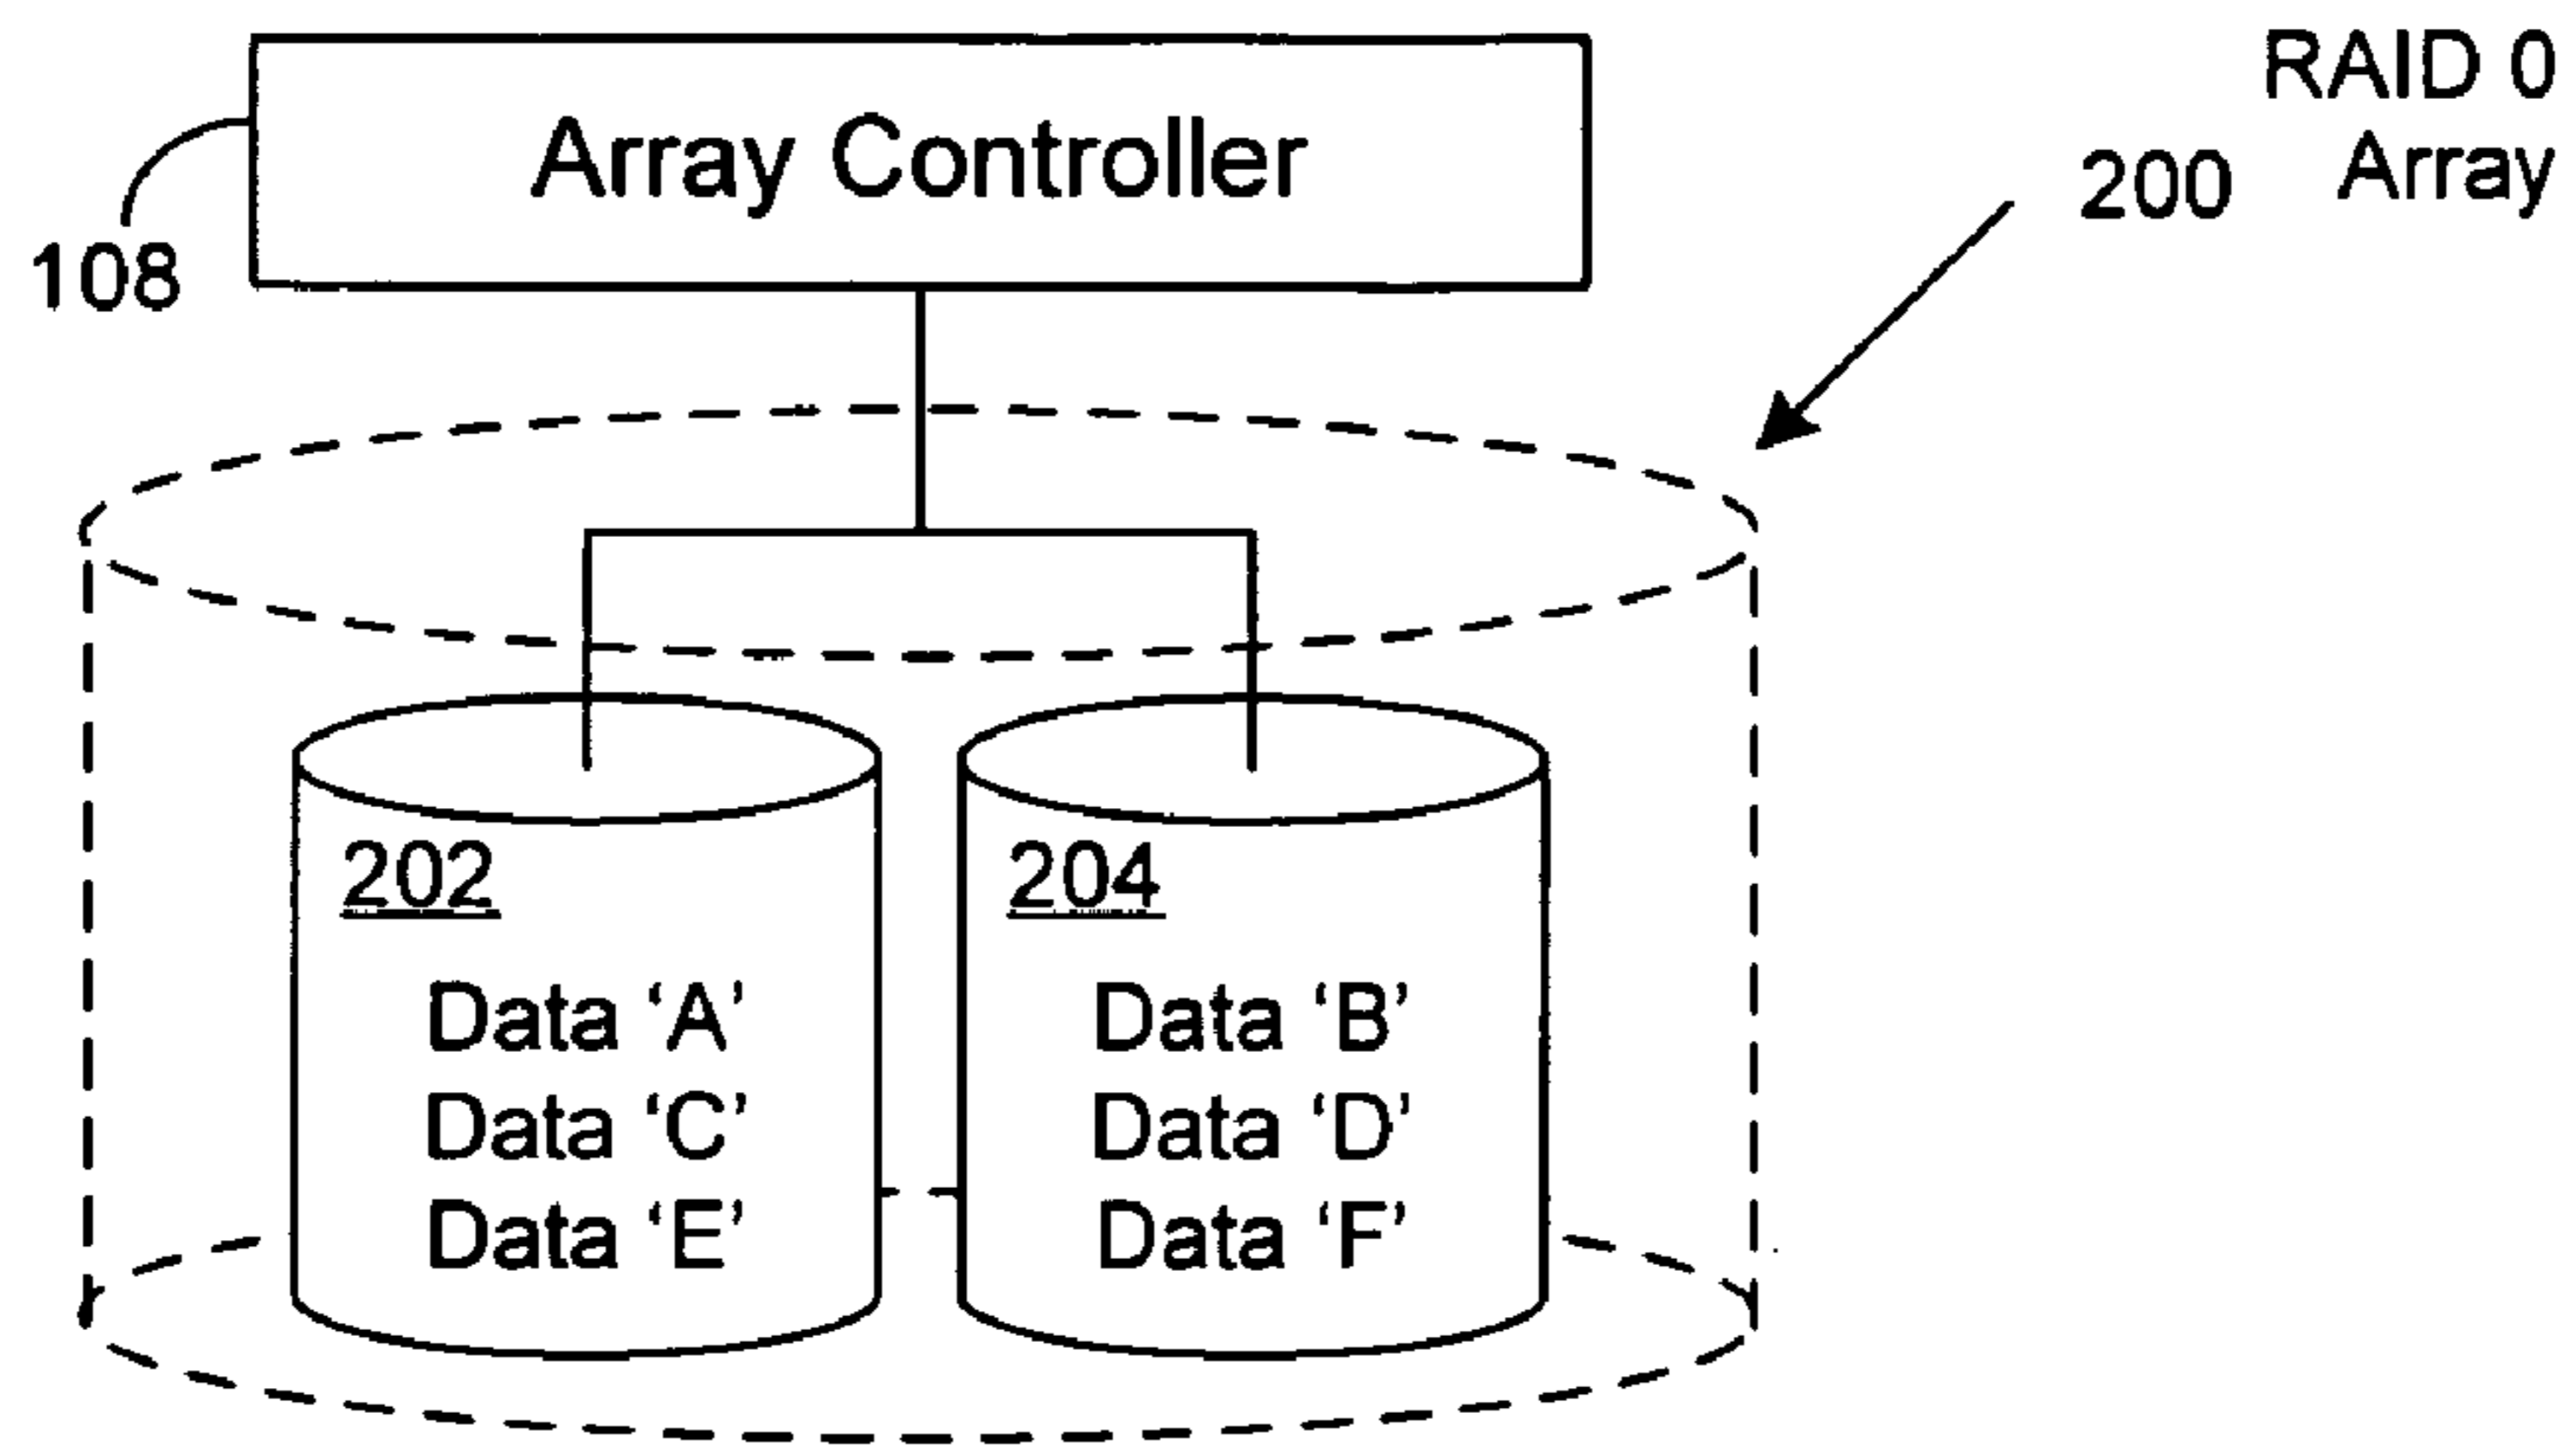 Array Controller
108
RAID 0
Array
200
202
Data ‘A’
Data ‘C’
Data ‘E’
204
Data ‘B’
Data ‘D’
Data ‘F’